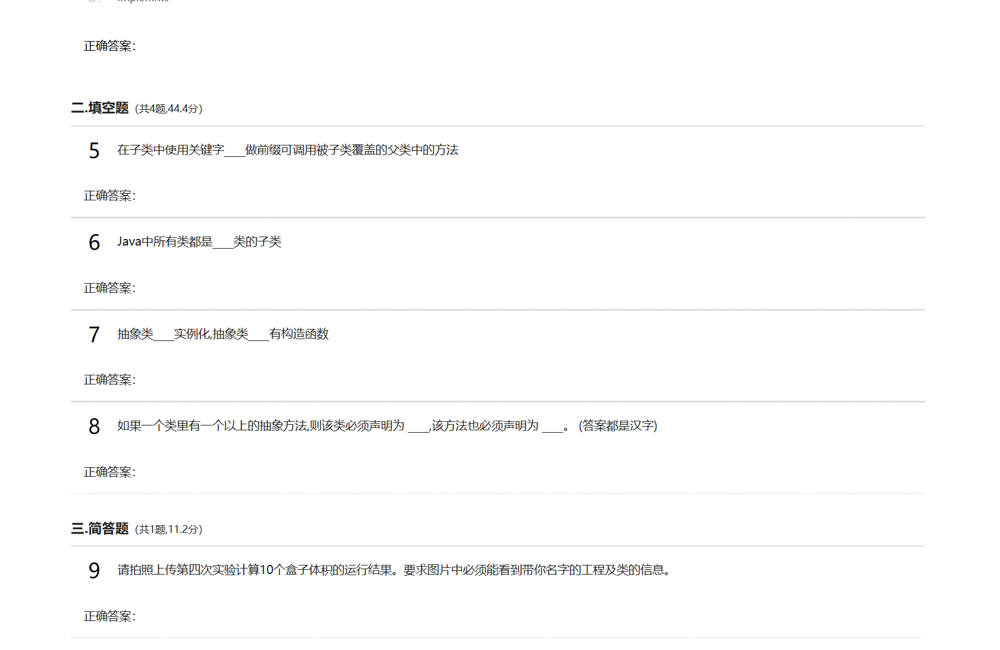 正确答案：
二.填空题（共4题,44.4分）
5 在子类中使用关键字____做前缀可调用被子类覆盖的父类中的方法
正确答案：
6 Java中所有类都是____类的子类
正确答案：
7 抽象类____实例化,抽象类____有构造函数
正确答案：
8 如果一个类里有一个以上的抽象方法,则该类必须声明为 ____,该方法也必须声明为 ____。 (答案都是汉字)
正确答案：
三.简答题（共1题,11.2分）
9 请拍照上传第四次实验计算10个盒子体积的运行结果。要求图片中必须能看到带你名字的工程及类的信息。
正确答案：